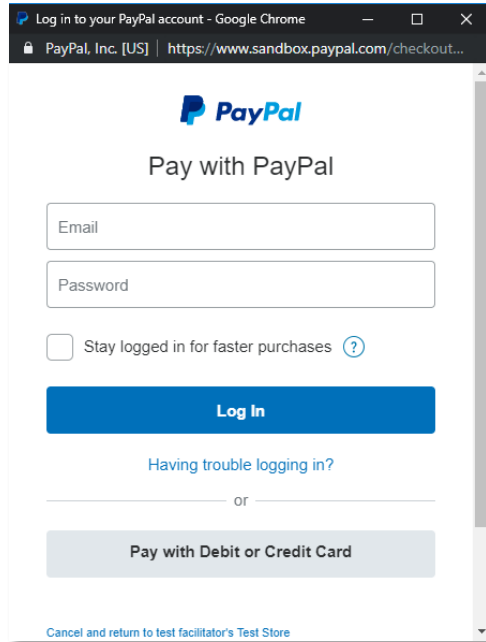 Log in to your PayPal account - Google Chrome
PayPal, Inc. [US] | https://www.sandbox.paypal.com/checkout...
PayPal
Pay with PayPal
Email
Password
Stay logged in for faster purchases ?
Log In
Having trouble logging in?
or
Pay with Debit or Credit Card
Cancel and return to test facilitator's Test Store